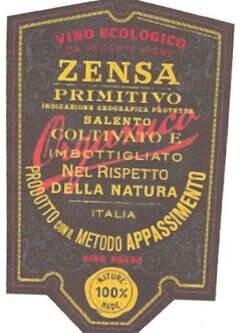 VINO ECOLOGICO
DA VECCHIE VIGNE
ZENSA
PRIMITIVO
INDICAZIONE GEOGRAFICA PROTETTA
SALENTO
Organico
COLTIVATO E
IMBOTTIGLIATO
NEL RISPETTO
DELLA NATURA
ITALIA
PRODOTTO CON IL METODO APPASSIMENTO
VINO ROSSO
NATURE
100%
MADE